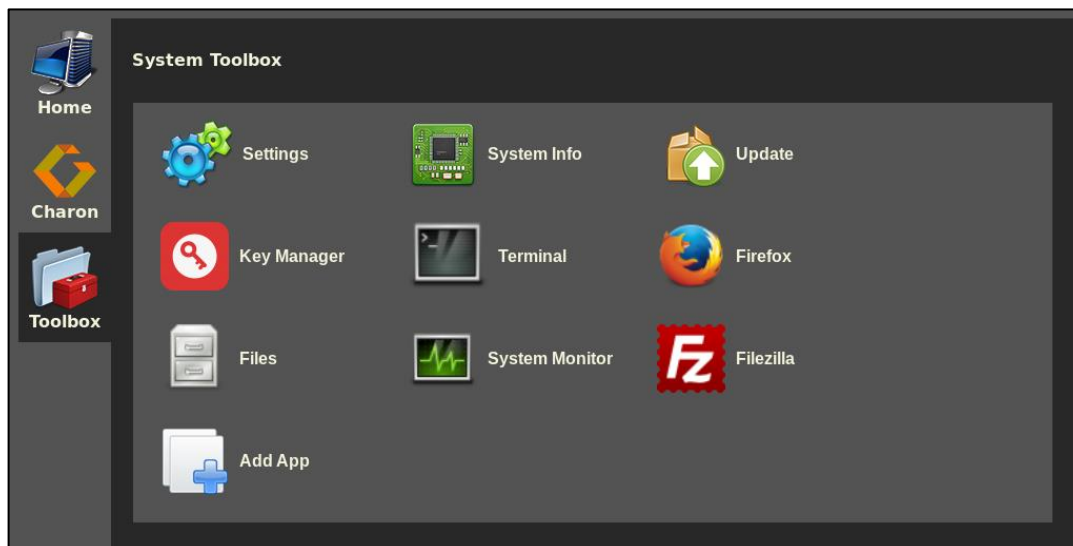 System Toolbox
Home
Charon
Toolbox
Settings
System Info
Update
Key Manager
Terminal
Firefox
Files
System Monitor
Fz
Filezilla
Add App